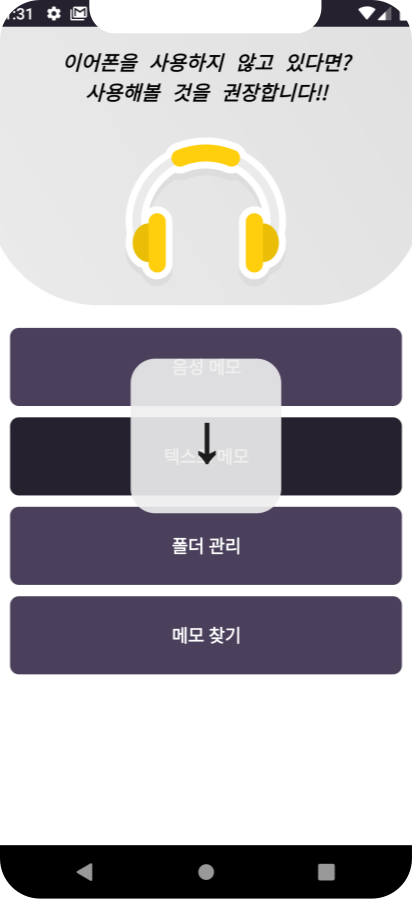 :31
이어폰을 사용하지 않고 있다면?
사용해볼 것을 권장합니다!!
음성 메모
텍스트 메모
↓
폴더 관리
메모 찾기